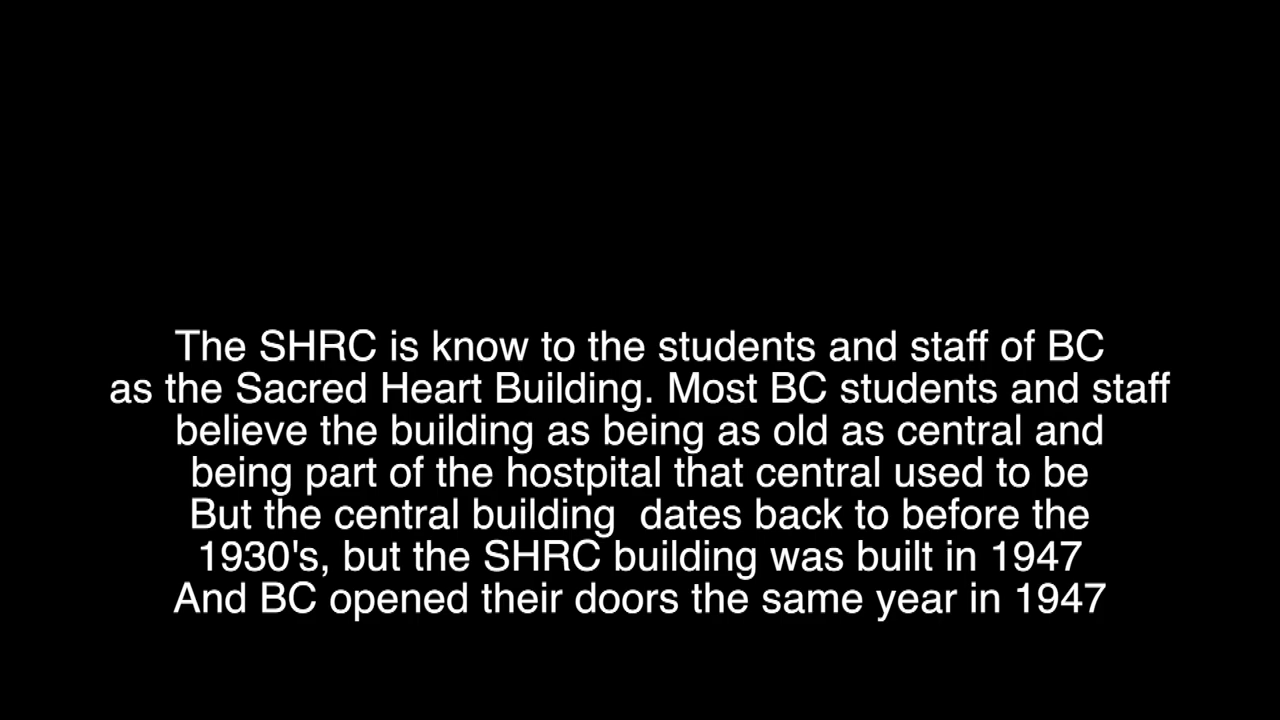 The SHRC is know to the students and staff of BC
as the Sacred Heart Building. Most BC students and staff
believe the building as being as old as central and
being part of the hostpital that central used to be
But the central building  dates back to before the
1930's, but the SHRC building was built in 1947
And BC opened their doors the same year in 1947